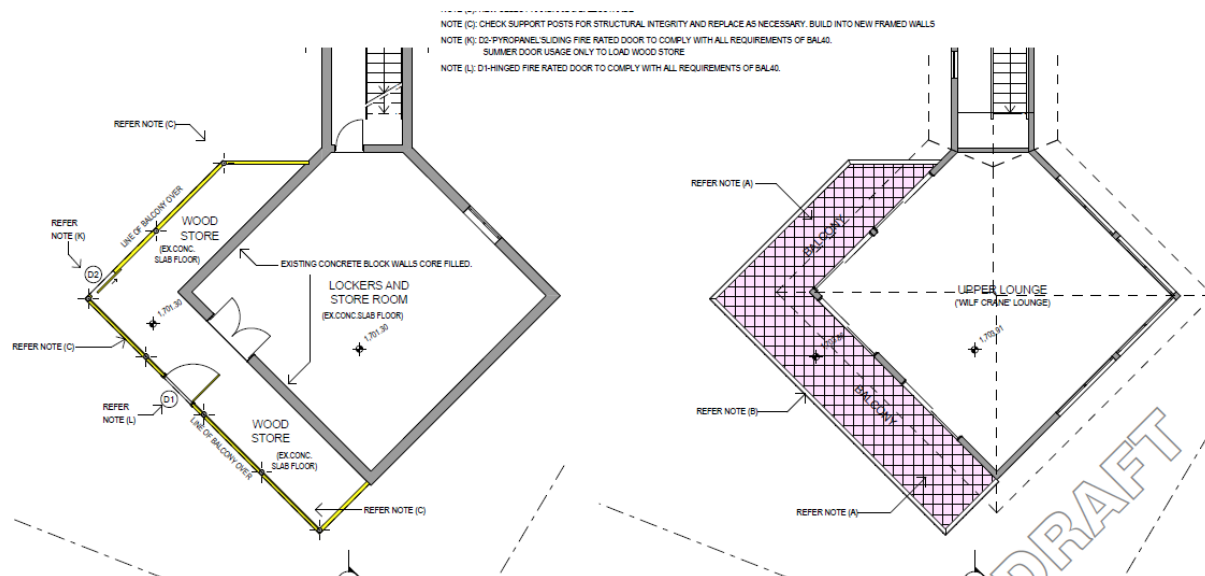 NOTE (C): CHECK SUPPORT POSTS FOR STRUCTURAL INTEGRITY AND REPLACE AS NECESSARY. BUILD INTO NEW FRAMED WALLS
NOTE (K): D2-'PYROPANEL'SLIDING FIRE RATED DOOR TO COMPLY WITH ALL REQUIREMENTS OF BAL40.
SUMMER DOOR USAGE ONLY TO LOAD WOOD STORE
NOTE (L): D1-HINGED FIRE RATED DOOR TO COMPLY WITH ALL REQUIREMENTS OF BAL40.
REFER NOTE (C)
LINE OF BALCONY OVER
WOOD
STORE
(EX.CONC.
SLAB FLOOR)
REFER
NOTE (K)
D2
EXISTING CONCRETE BLOCK WALLS CORE FILLED.
LOCKERS AND
STORE ROOM
(EX.CONC.SLAB FLOOR)
1,701.30
1,701.30
REFER NOTE (C)
REFER
NOTE (L)
D1
WOOD
STORE
(EX.CONC.
SLAB FLOOR)
LINE OF BALCONY OVER
REFER NOTE (C)
REFER NOTE (A)
BALCONY
UPPER LOUNGE
('WILF CRANE' LOUNGE)
1,703.91
BALCONY
REFER NOTE (B)
REFER NOTE (A)
DRAFT